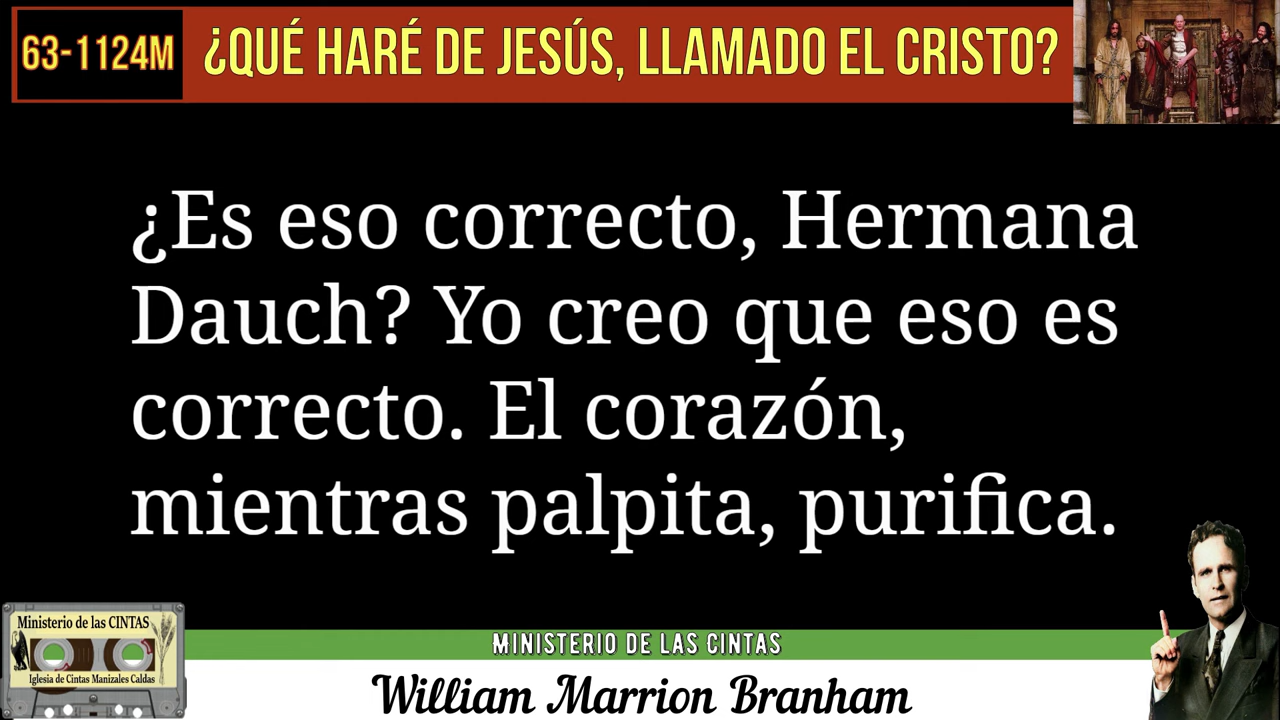 63-1124M
¿QUÉ HARÉ DE JESÚS, LLAMADO EL CRISTO?
¿Es eso correcto, Hermana
Dauch? Yo creo que eso es
correcto. El corazón,
mientras palpita, purifica.
Ministerio de las CINTAS
Iglesia de Cintas Manizales Caldas
MINISTERIO DE LAS CINTAS
William Marrion Branham